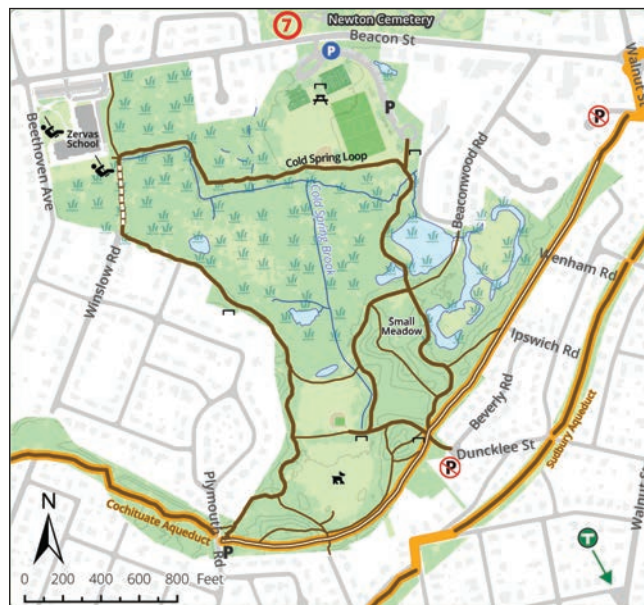 7
Newton Cemetery
Beacon St
P
Walnut St
P
P
Zervas
School
Beethoven Ave
Cold Spring Loop
Beaconwood Rd
Cold Spring Brook
Winslow Rd
Wenham Rd
Small
Meadow
Ipswich Rd
Beverly Rd
Sudbury Aqueduct
Duncklee St
P
Plymouth Rd
Cochituate Aqueduct
P
N
T
Walnut St
0 200 400 600 800 Feet